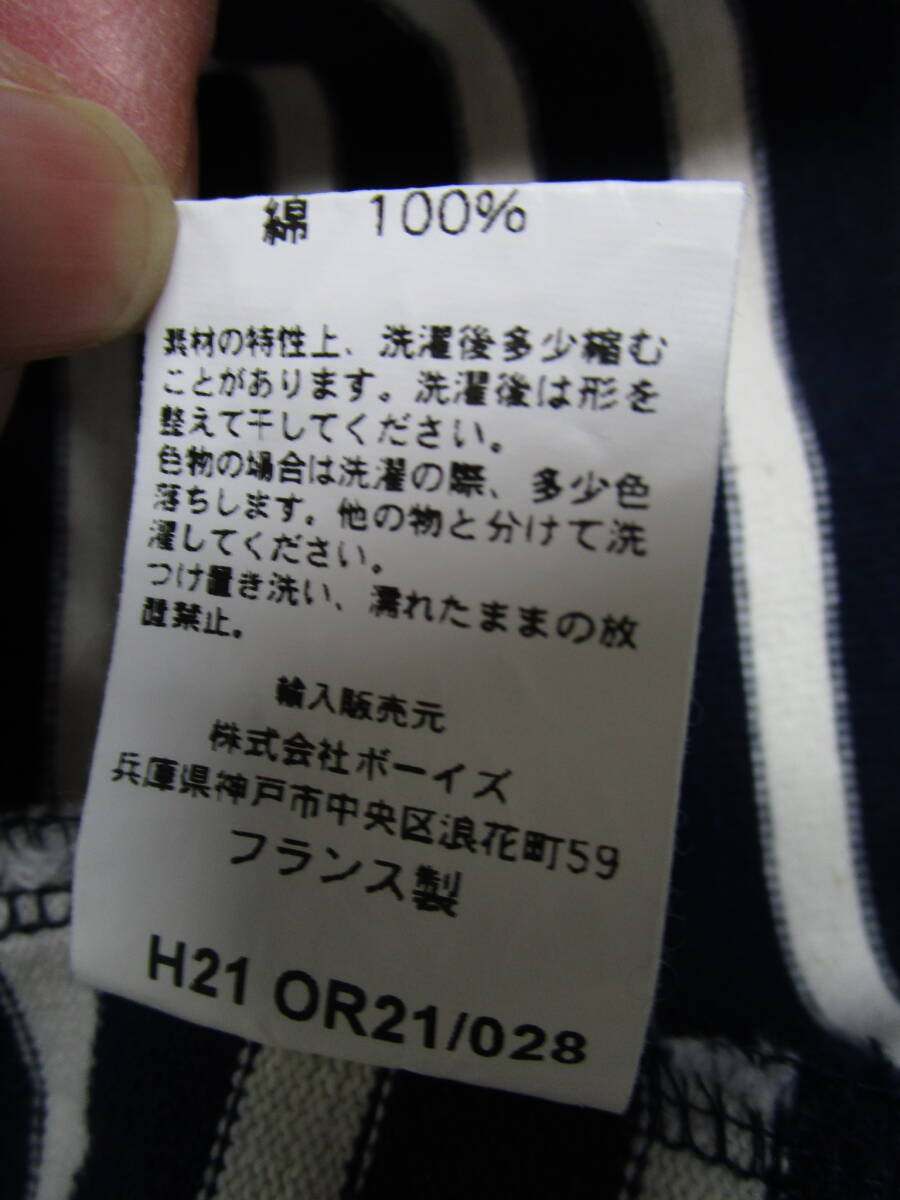 綿 100%
素材の特性上、洗濯後多少縮む
ことがあります。洗濯後は形を
整えて干してください。
色物の場合は洗濯の際、多少色
落ちします。他の物と分けて洗
濯してください。
つけ置き洗い、濡れたままの放
置禁止。
輸入販売元
株式会社ボーイズ
兵庫県神戸市中央区浪花町59
フランス製
H21 OR21/028